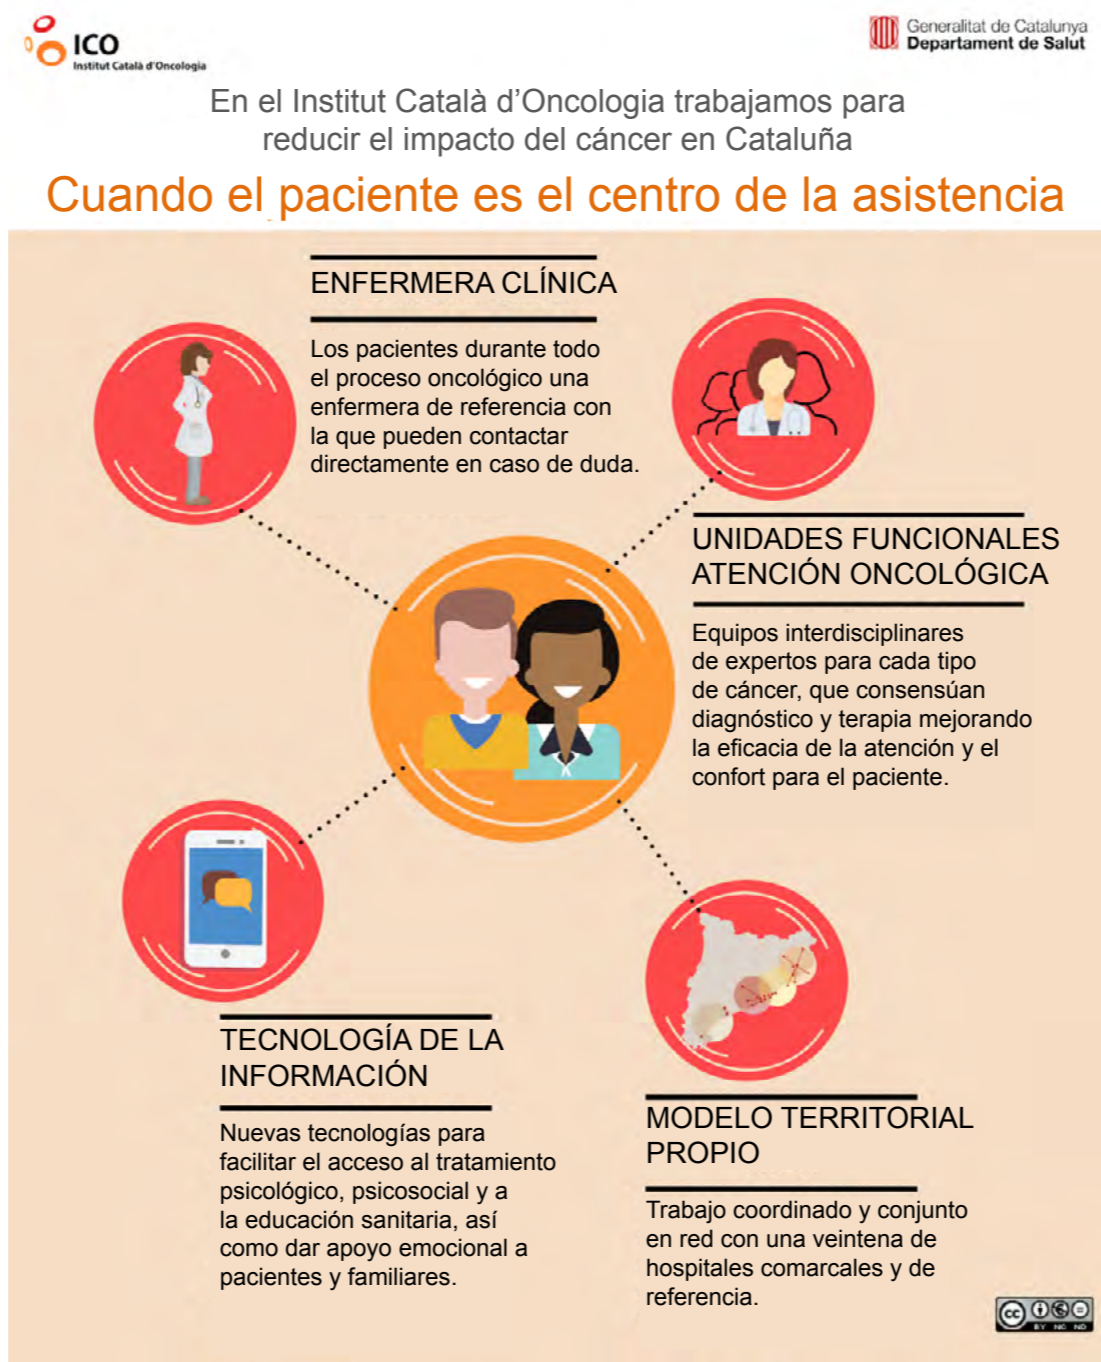 ICO
Institut Català d'Oncologia
Generalitat de Catalunya
Departament de Salut
En el Institut Català d'Oncologia trabajamos para
reducir el impacto del cáncer en Cataluña
Cuando el paciente es el centro de la asistencia
ENFERMERA CLÍNICA
Los pacientes durante todo
el proceso oncológico una
enfermera de referencia con
la que pueden contactar
directamente en caso de duda.
UNIDADES FUNCIONALES
ATENCIÓN ONCOLÓGICA
Equipos interdisciplinares
de expertos para cada tipo
de cáncer, que consensúan
diagnóstico y terapia mejorando
la eficacia de la atención y el
confort para el paciente.
TECNOLOGÍA DE LA
INFORMACIÓN
Nuevas tecnologías para
facilitar el acceso al tratamiento
psicológico, psicosocial y a
la educación sanitaria, así
como dar apoyo emocional a
pacientes y familiares.
MODELO TERRITORIAL
PROPIO
Trabajo coordinado y conjunto
en red con una veintena de
hospitales comarcales y de
referencia.
cc
BY NC ND